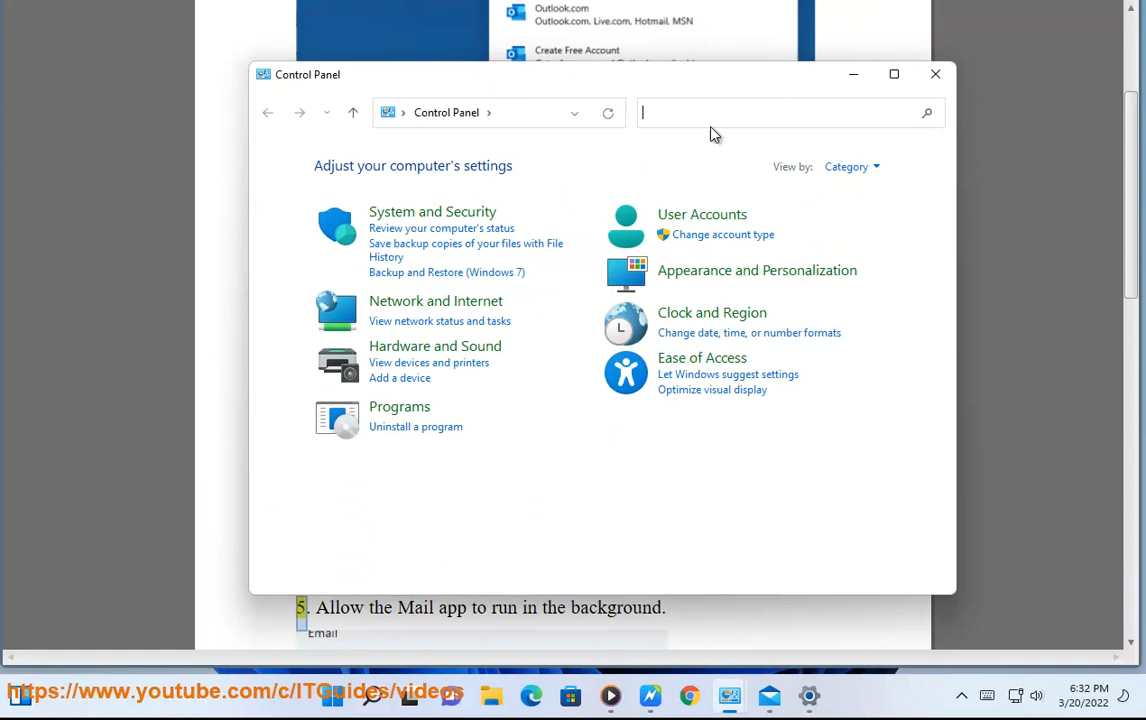 Outlook.com
Outlook.com, Live.com, Hotmail, MSN
Create Free Account
Control Panel
Control Panel
Adjust your computer's settings
View by: Category
System and Security
Review your computer's status
Save backup copies of your files with File
History
Backup and Restore (Windows 7)
Network and Internet
View network status and tasks
Hardware and Sound
View devices and printers
Add a device
Programs
Uninstall a program
User Accounts
Change account type
Appearance and Personalization
Clock and Region
Change date, time, or number formats
Ease of Access
Let Windows suggest settings
Optimize visual display
5. Allow the Mail app to run in the background.
Email
https://www.youtube.com/c/ITGuides/videos
6:32 PM
3/20/2022